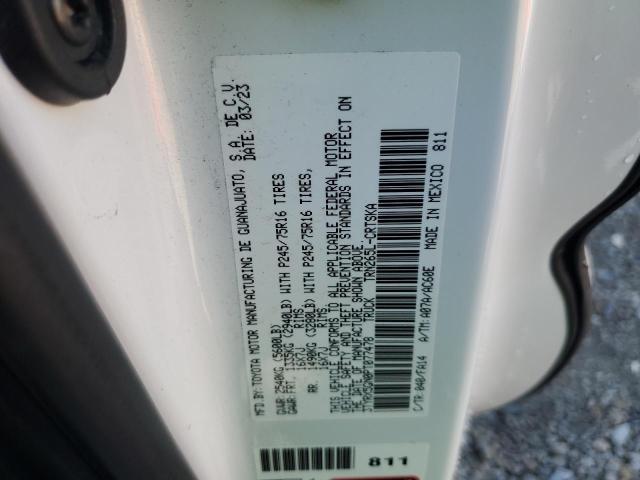 MFD.BY:TOYOTA MOTOR MANUFACTURING DE GUANAJUATO, S.A. DE C.V.
DATE: 03/23
GVWR 2540KG (5600LB)
GAWR: FRT. 1335KG (2940LB) WITH P245/75R16 TIRES
16X7J RIMS
RR. 1490KG (3280LB) WITH P245/75R16 TIRES,
16X7J RIMS
THIS VEHICLE CONFORMS TO ALL APPLICABLE FEDERAL MOTOR
VEHICLE SAFETY AND THEFT PREVENTION STANDARDS IN EFFECT ON
THE DATE OF MANUFACTURE SHOWN ABOVE.
TRUCK TRN265L-CRTSKA
C/TR: 040/FA14 A/TM: A07A/AC60E MADE IN MEXICO 811
811